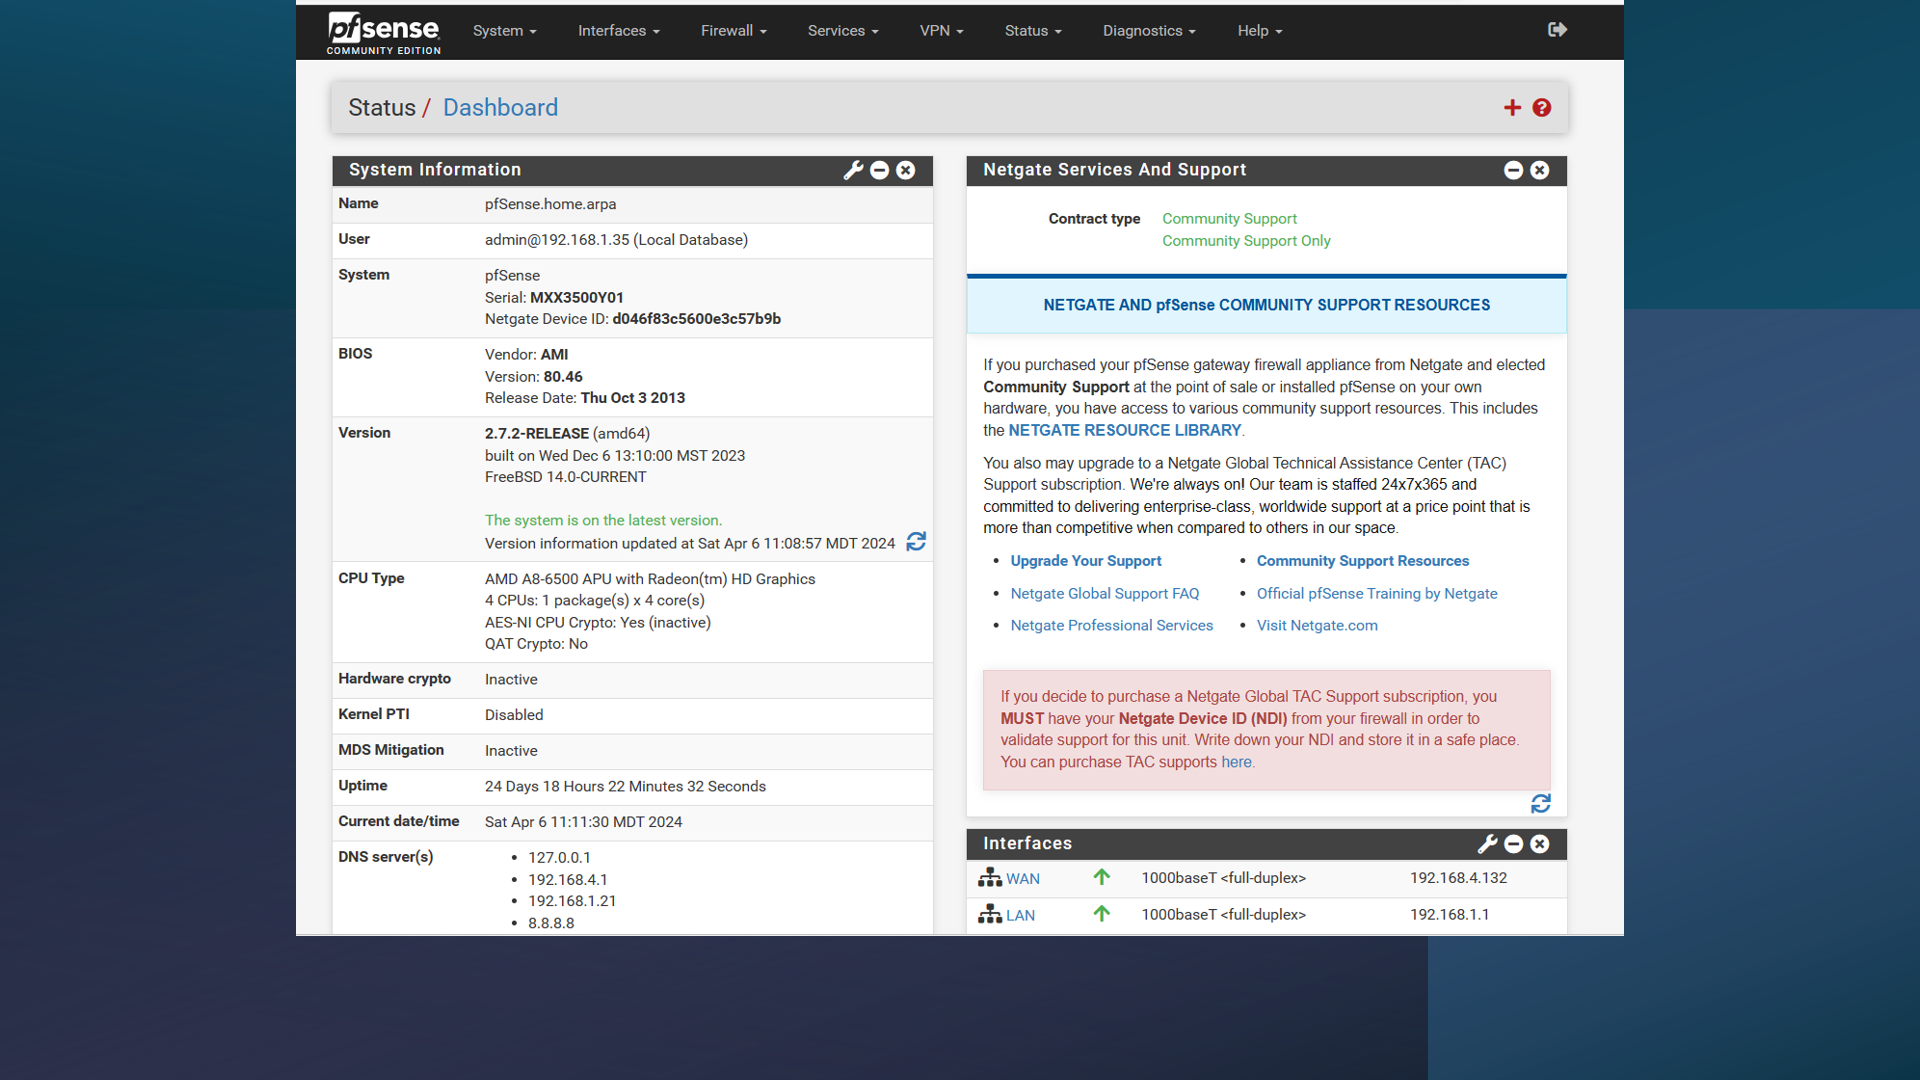 pfsense
COMMUNITY EDITION
System
Interfaces
Firewall
Services
VPN
Status
Diagnostics
Help
Status / Dashboard
System Information
Name
pfSense.home.arpa
User
admin@192.168.1.35 (Local Database)
System
pfSense
Serial: MXX3500Y01
Netgate Device ID: d046f83c5600e3c57b9b
BIOS
Vendor: AMI
Version: 80.46
Release Date: Thu Oct 3 2013
Version
2.7.2-RELEASE (amd64)
built on Wed Dec 6 13:10:00 MST 2023
FreeBSD 14.0-CURRENT
The system is on the latest version.
Version information updated at Sat Apr 6 11:08:57 MDT 2024
CPU Type
AMD A8-6500 APU with Radeon(tm) HD Graphics
4 CPUs: 1 package(s) x 4 core(s)
AES-NI CPU Crypto: Yes (inactive)
QAT Crypto: No
Hardware crypto
Inactive
Kernel PTI
Disabled
MDS Mitigation
Inactive
Uptime
24 Days 18 Hours 22 Minutes 32 Seconds
Current date/time
Sat Apr 6 11:11:30 MDT 2024
DNS server(s)
• 127.0.0.1
• 192.168.4.1
• 192.168.1.21
• 8.8.8.8
Netgate Services And Support
Contract type
Community Support
Community Support Only
NETGATE AND pfSense COMMUNITY SUPPORT RESOURCES
If you purchased your pfSense gateway firewall appliance from Netgate and elected
Community Support at the point of sale or installed pfSense on your own
hardware, you have access to various community support resources. This includes
the NETGATE RESOURCE LIBRARY.
You also may upgrade to a Netgate Global Technical Assistance Center (TAC)
Support subscription. We're always on! Our team is staffed 24x7x365 and
committed to delivering enterprise-class, worldwide support at a price point that is
more than competitive when compared to others in our space.
• Upgrade Your Support
• Community Support Resources
• Netgate Global Support FAQ
• Official pfSense Training by Netgate
• Netgate Professional Services
• Visit Netgate.com
If you decide to purchase a Netgate Global TAC Support subscription, you
MUST have your Netgate Device ID (NDI) from your firewall in order to
validate support for this unit. Write down your NDI and store it in a safe place.
You can purchase TAC supports here.
Interfaces
WAN 1000baseT <full-duplex> 192.168.4.132
LAN 1000baseT <full-duplex> 192.168.1.1